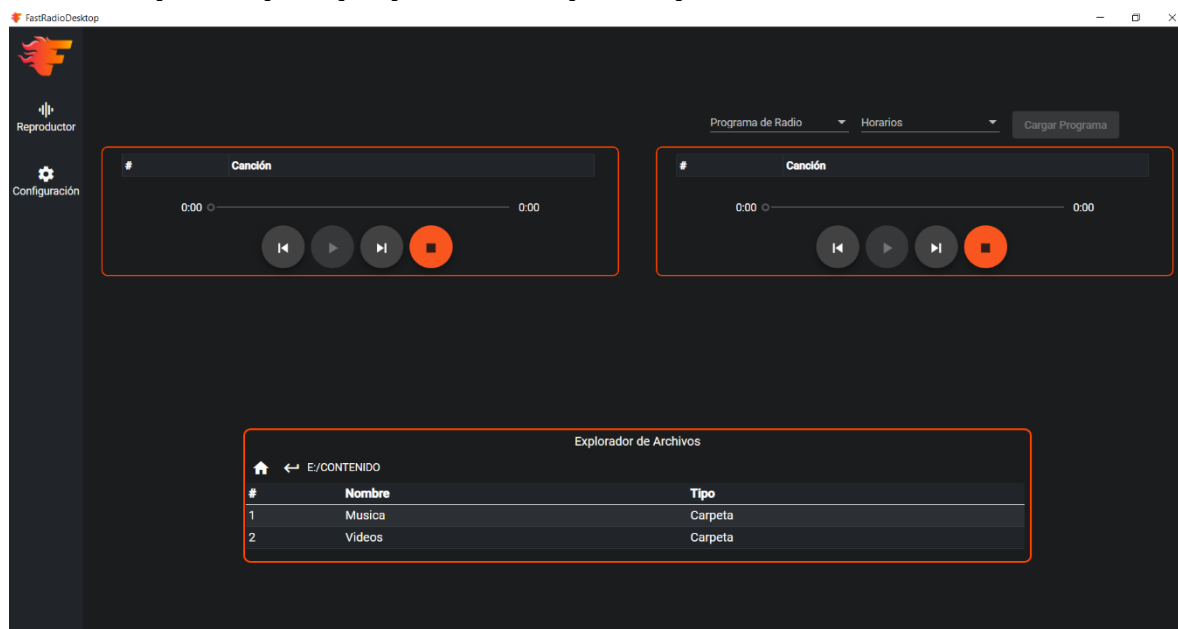 FastRadioDesktop
Reproductor
Configuración
Programa de Radio Horarios Cargar Programa
# Canción
0:00 0:00
# Canción
0:00 0:00
Explorador de Archivos
E:/CONTENIDO
# Nombre Tipo
1 Musica Carpeta
2 Videos Carpeta